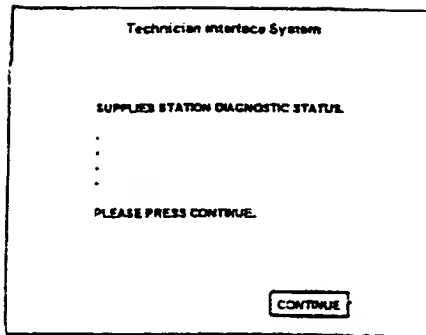 Technician Interface System
SUPPLIES STATION DIAGNOSTIC STATUS.
.
.
.
.
PLEASE PRESS CONTINUE.
CONTINUE